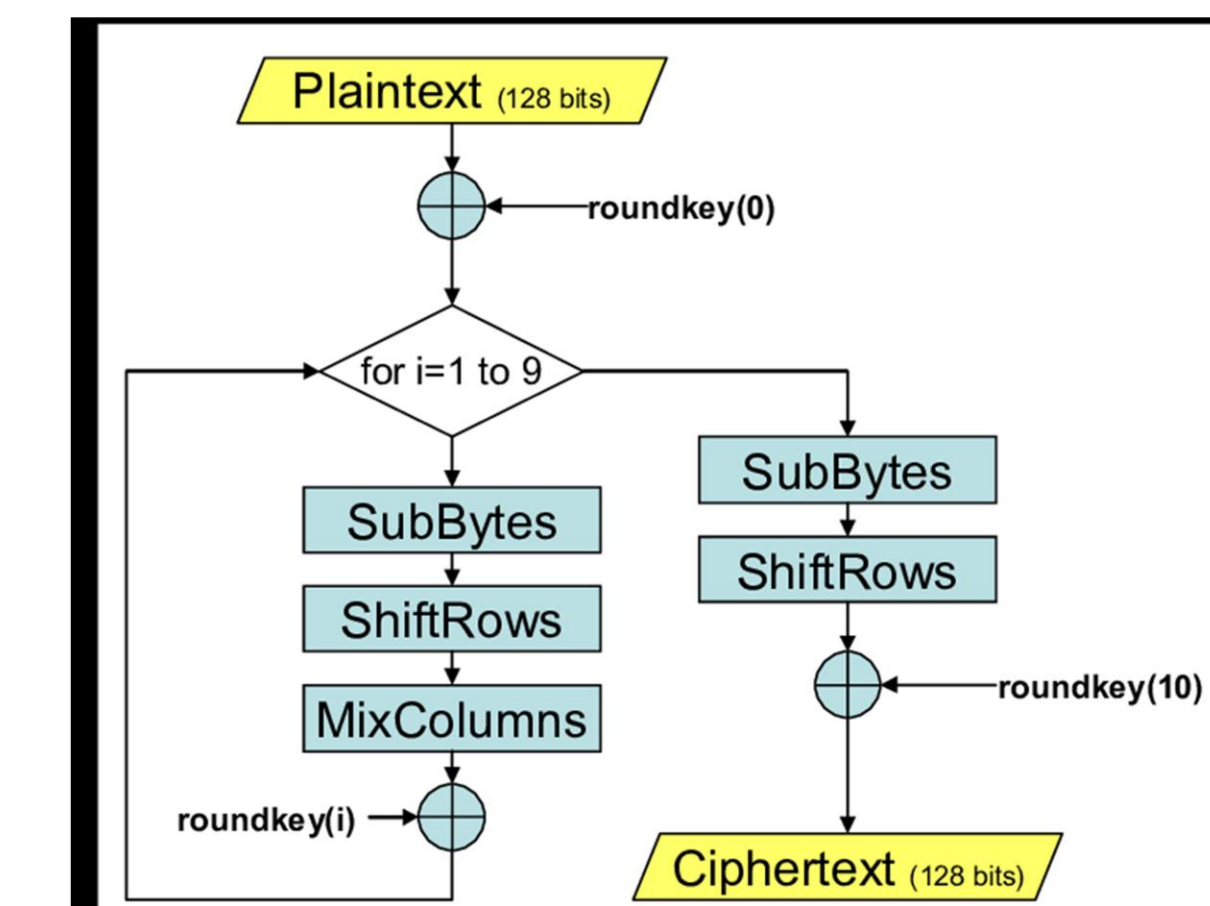 Plaintext (128 bits)
roundkey(0)
for i=1 to 9
SubBytes
ShiftRows
MixColumns
roundkey(i)
SubBytes
ShiftRows
roundkey(10)
Ciphertext (128 bits)